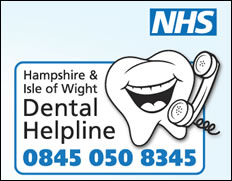 NHS
Hampshire &
Isle of Wight
Dental
Helpline
0845 050 8345